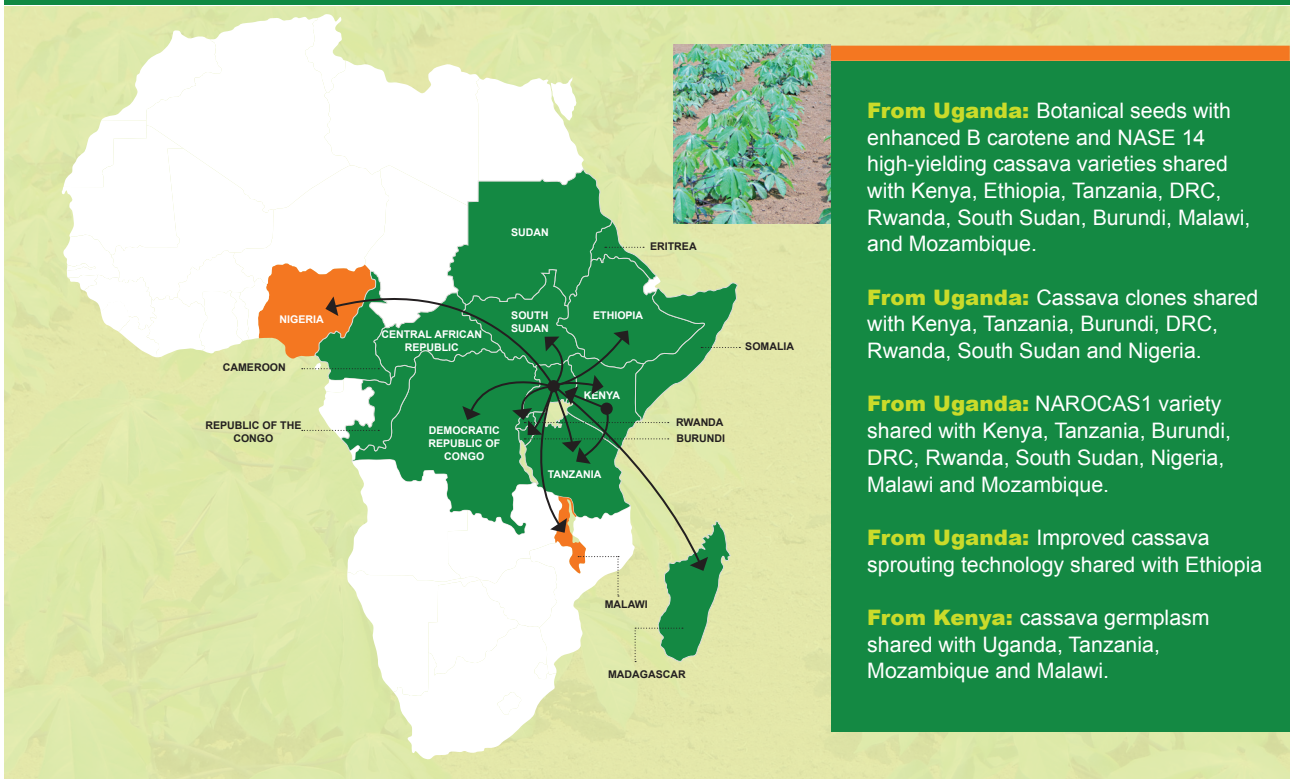 SUDAN
ERITREA
NIGERIA
SOUTH
SUDAN
ETHIOPIA
CENTRAL AFRICAN
REPUBLIC
SOMALIA
CAMEROON
KENYA
REPUBLIC OF THE
CONGO
DEMOCRATIC
REPUBLIC OF
CONGO
RWANDA
BURUNDI
TANZANIA
MALAWI
MADAGASCAR
From Uganda: Botanical seeds with
enhanced B carotene and NASE 14
high-yielding cassava varieties shared
with Kenya, Ethiopia, Tanzania, DRC,
Rwanda, South Sudan, Burundi, Malawi,
and Mozambique.
From Uganda: Cassava clones shared
with Kenya, Tanzania, Burundi, DRC,
Rwanda, South Sudan and Nigeria.
From Uganda: NAROCAS1 variety
shared with Kenya, Tanzania, Burundi,
DRC, Rwanda, South Sudan, Nigeria,
Malawi and Mozambique.
From Uganda: Improved cassava
sprouting technology shared with Ethiopia
From Kenya: cassava germplasm
shared with Uganda, Tanzania,
Mozambique and Malawi.